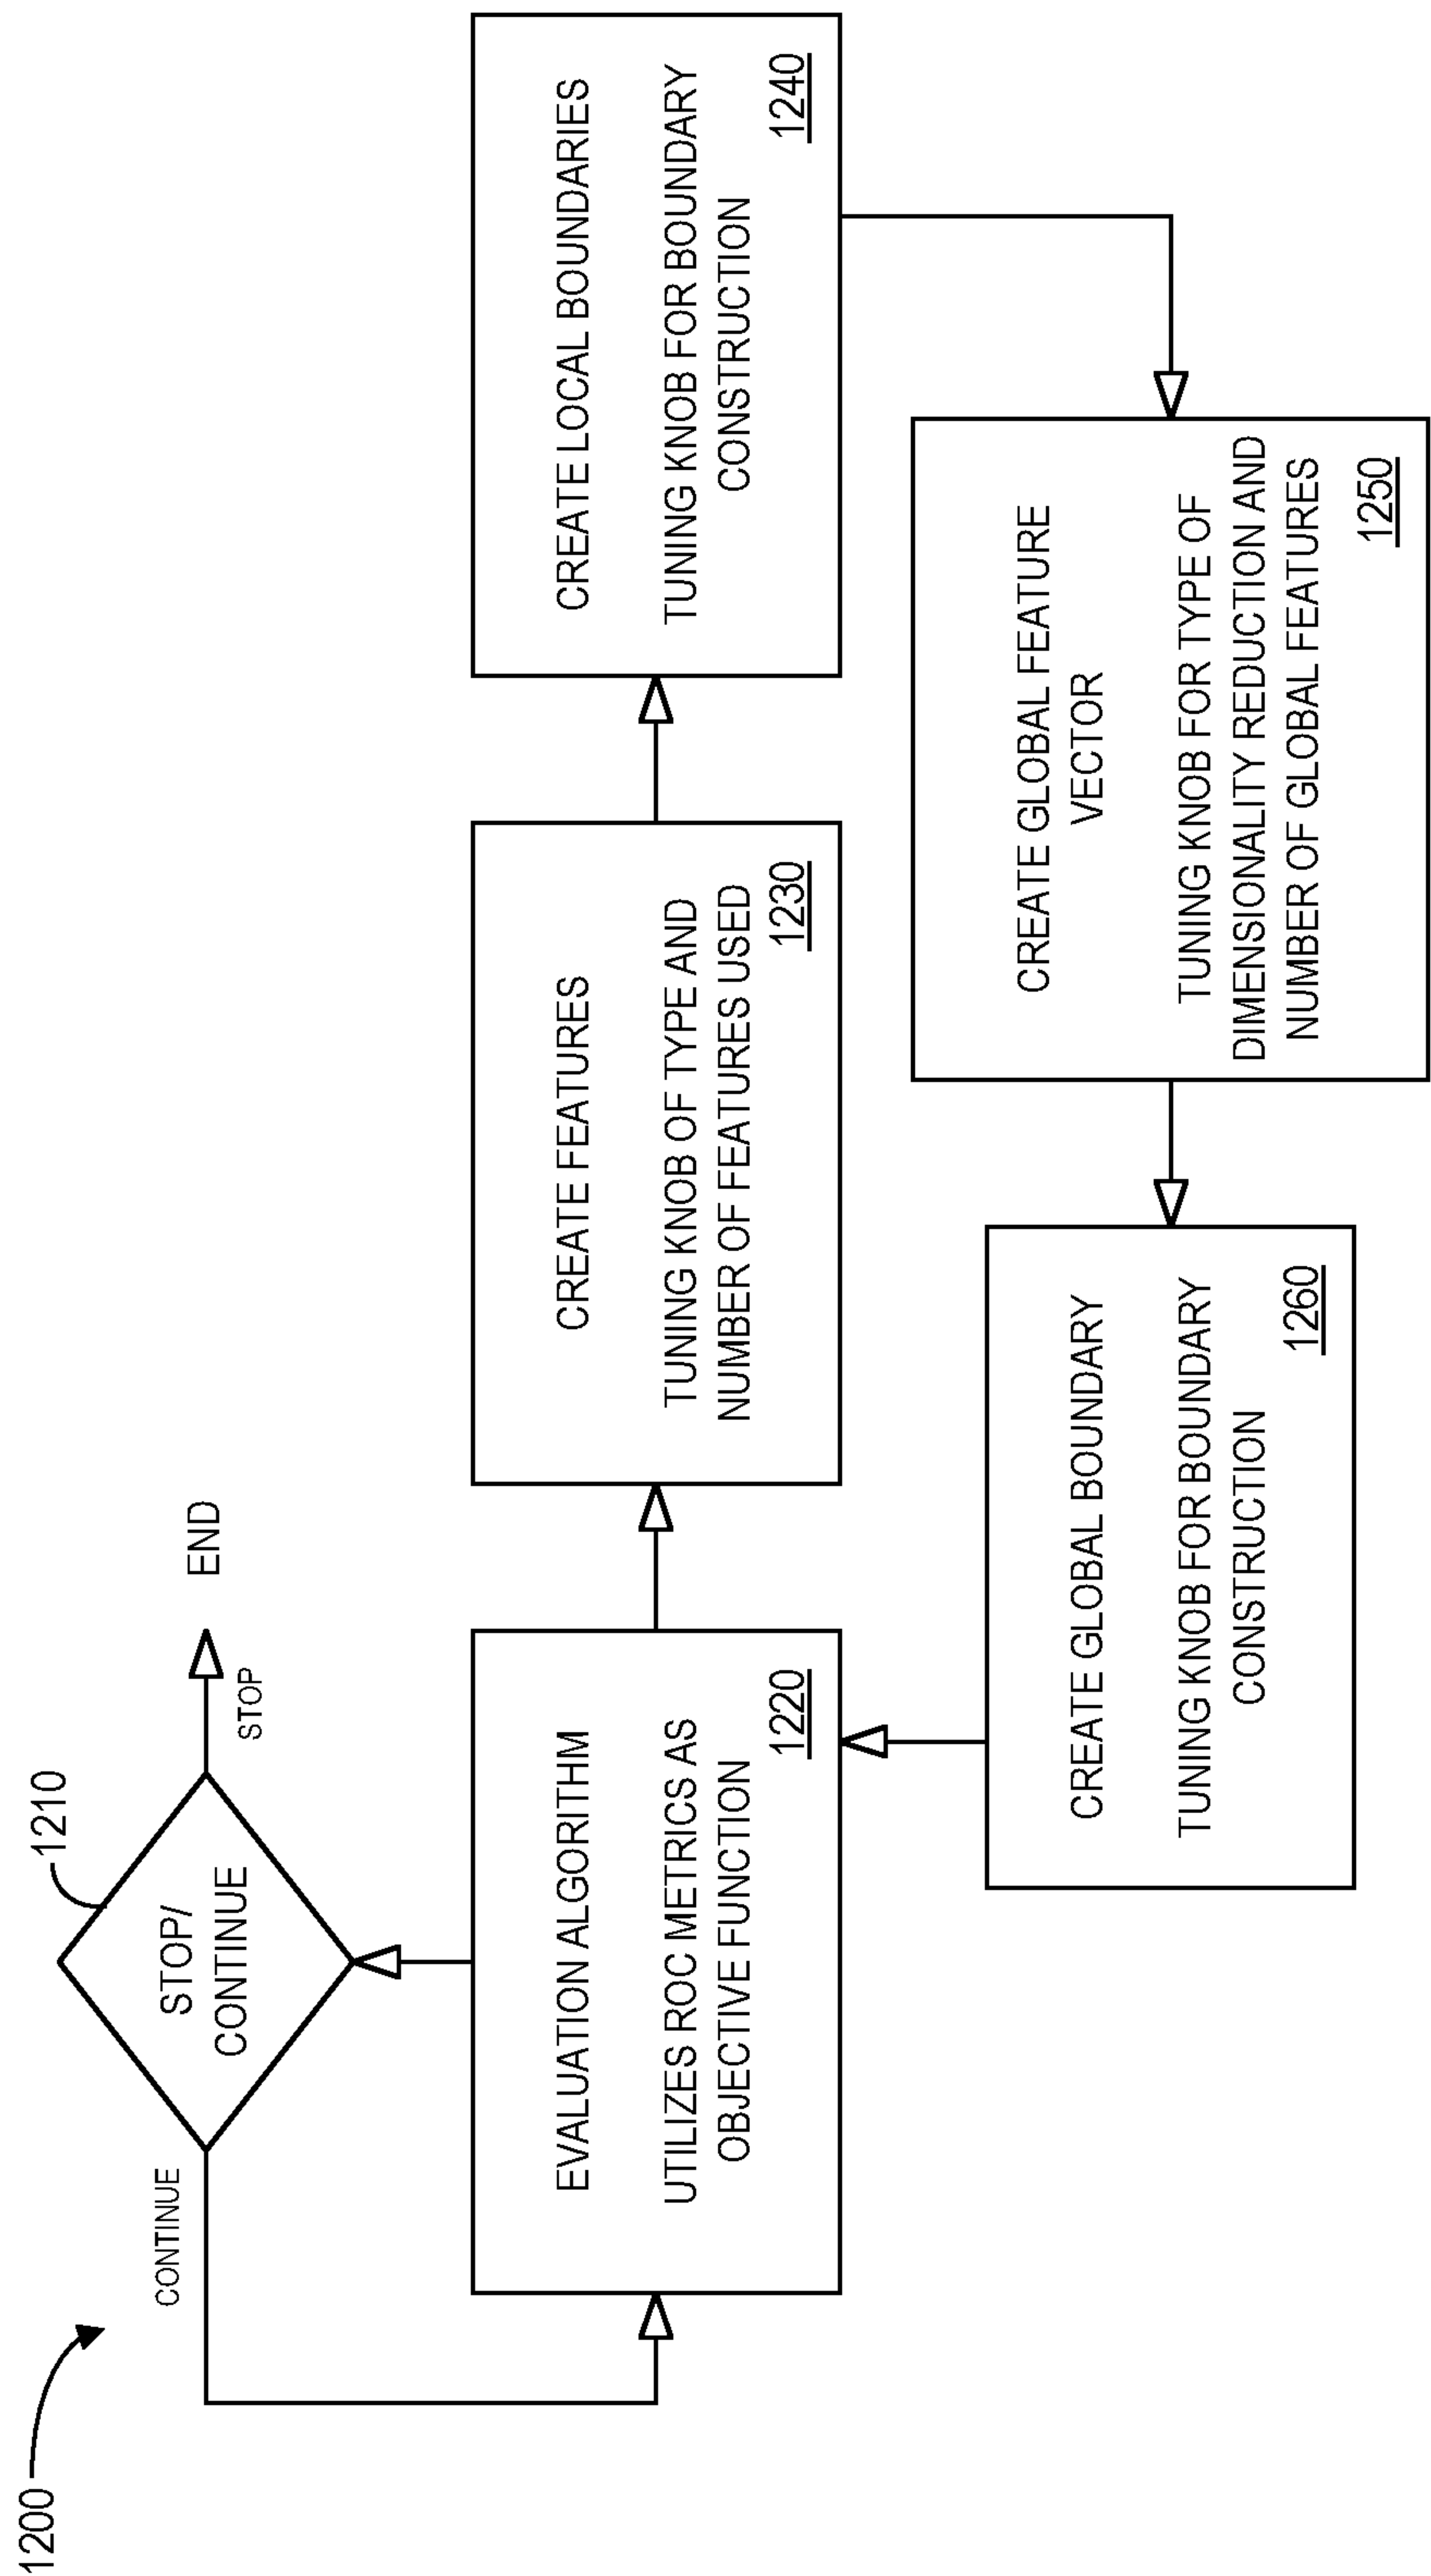 1200
CONTINUE
STOP/
CONTINUE
1210
STOP
END
EVALUATION ALGORITHM
UTILIZES ROC METRICS AS
OBJECTIVE FUNCTION
1220
CREATE FEATURES
TUNING KNOB OF TYPE AND
NUMBER OF FEATURES USED
1230
CREATE LOCAL BOUNDARIES
TUNING KNOB FOR BOUNDARY
CONSTRUCTION
1240
CREATE GLOBAL FEATURE
VECTOR
TUNING KNOB FOR TYPE OF
DIMENSIONALITY REDUCTION AND
NUMBER OF GLOBAL FEATURES
1250
CREATE GLOBAL BOUNDARY
TUNING KNOB FOR BOUNDARY
CONSTRUCTION
1260